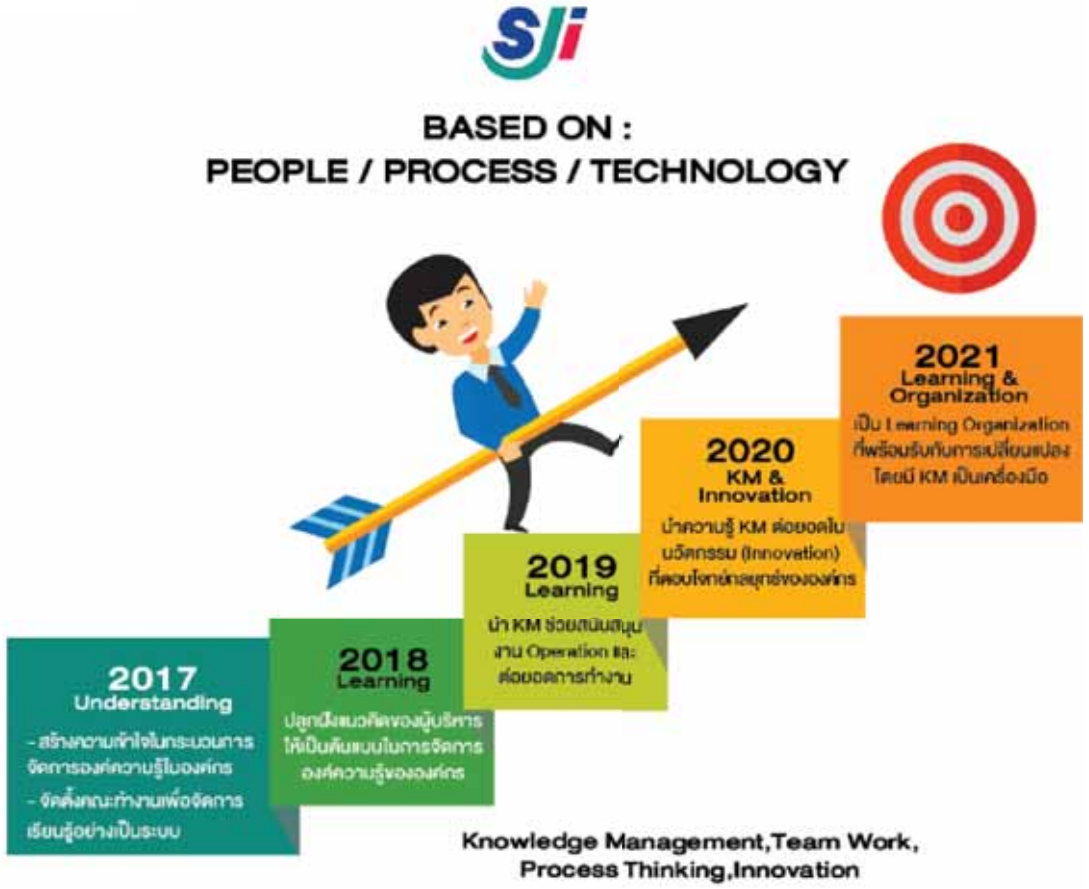 SJi
BASED ON :
PEOPLE / PROCESS / TECHNOLOGY
2021
Learning &
Organization
เป็น Learning Organization
ที่พร้อมรับกับการเปลี่ยนแปลง
โดยมี KM เป็นเครื่องมือ
2020
KM &
Innovation
นำความรู้ KM ต่อยอดใน
นวัตกรรม (Innovation)
ที่ตอบโจทย์กลยุทธ์ขององค์กร
2019
Learning
นำ KM ช่วยสนับสนุน
งาน Operation และ
ต่อยอดการทำงาน
2018
Learning
ปลูกฝังแนวคิดของผู้บริหาร
ให้เป็นต้นแบบในการจัดการ
องค์ความรู้ขององค์กร
2017
Understanding
- สร้างความเข้าใจในกระบวนการ
จัดการองค์ความรู้ในองค์กร
- จัดตั้งคณะทำงานเพื่อจัดการ
เรียนรู้อย่างเป็นระบบ
Knowledge Management,Team Work,
Process Thinking,Innovation